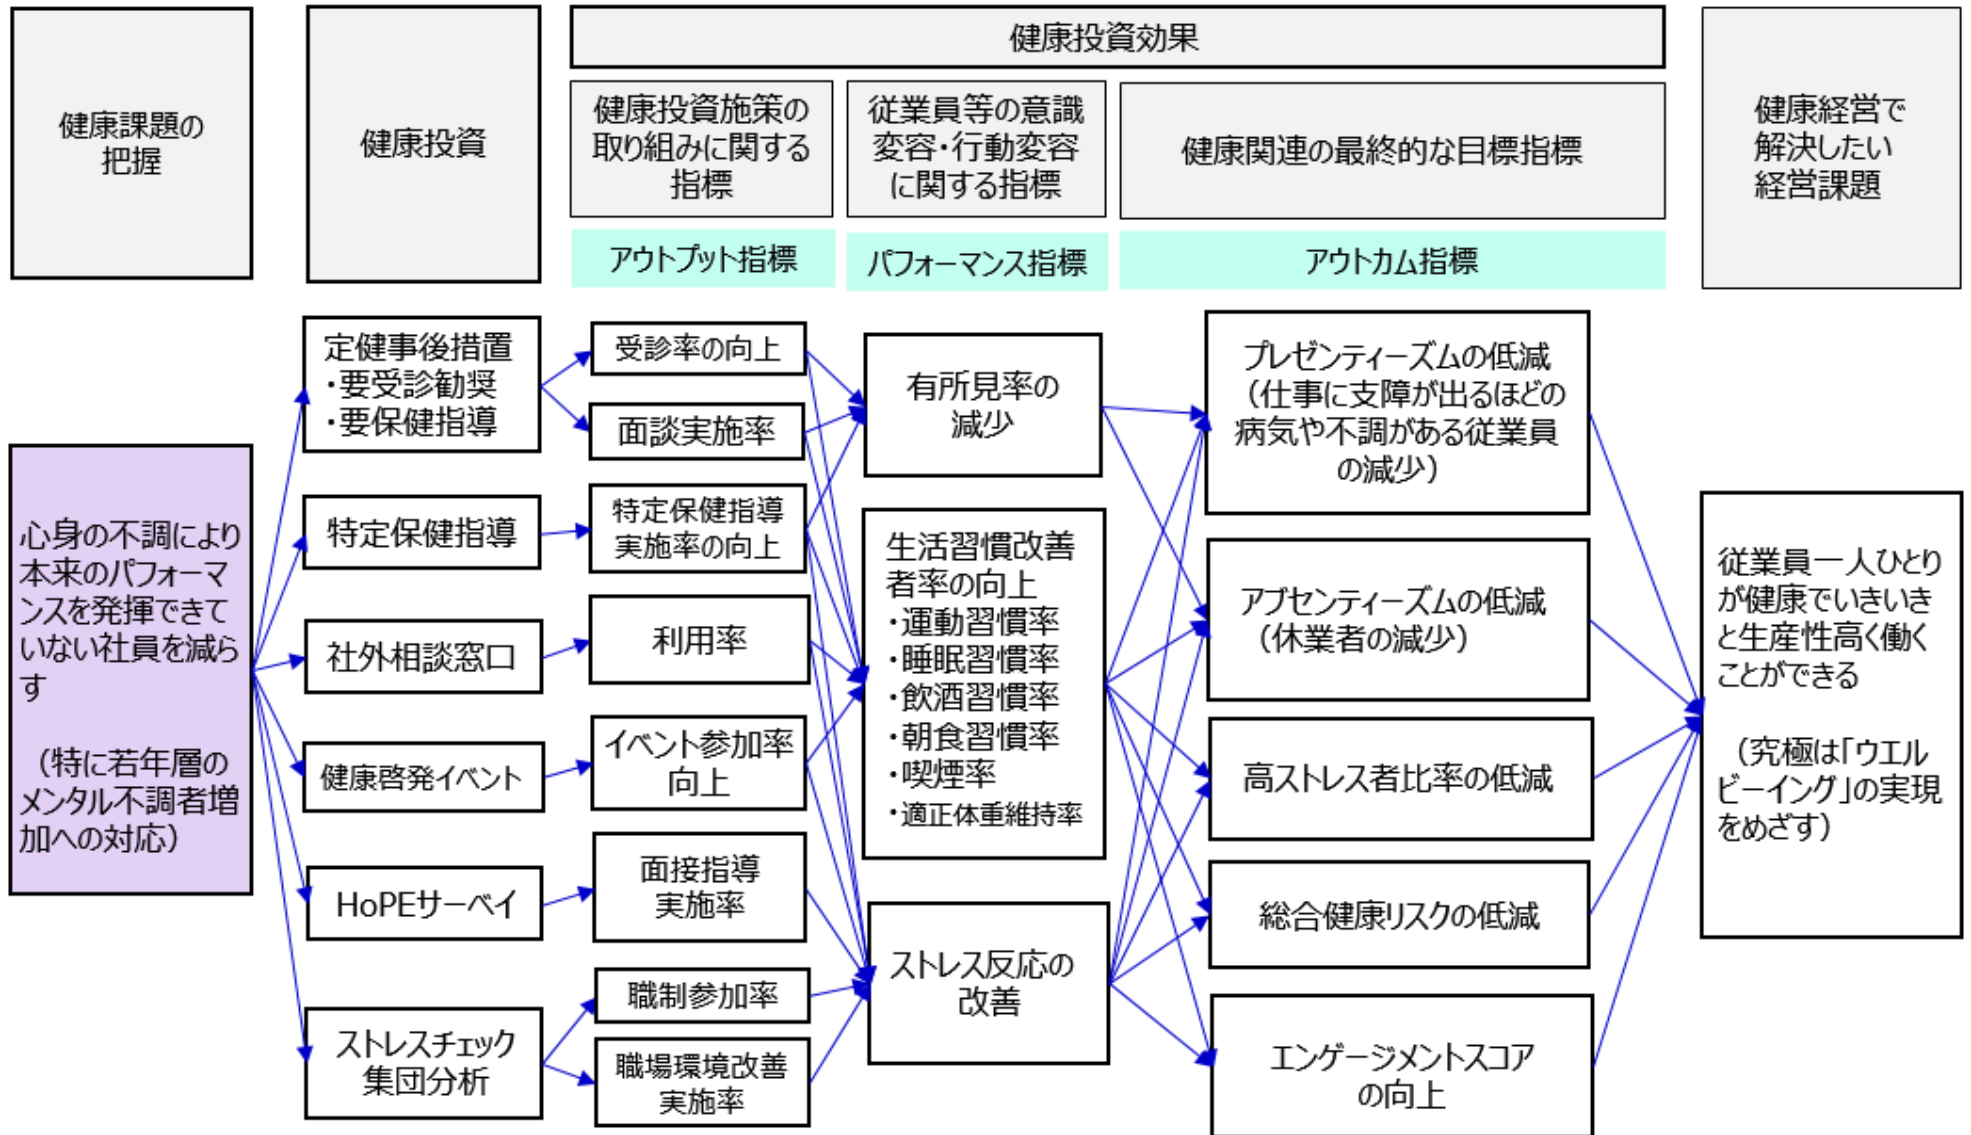 健康課題の
把握
健康投資
健康投資効果
健康投資施策の
取り組みに関する
指標
従業員等の意識
変容・行動変容
に関する指標
健康関連の最終的な目標指標
アウトプット指標
パフォーマンス指標
アウトカム指標
健康経営で
解決したい
経営課題
心身の不調により
本来のパフォーマ
ンスを発揮できて
いない社員を減ら
す
（特に若年層の
メンタル不調者増
加への対応）
定健事後措置
・要受診勧奨
・要保健指導
特定保健指導
社外相談窓口
健康啓発イベント
HoPEサーベイ
ストレスチェック
集団分析
受診率の向上
面談実施率
特定保健指導
実施率の向上
利用率
イベント参加率
向上
面接指導
実施率
職制参加率
職場環境改善
実施率
有所見率の
減少
生活習慣改善
者率の向上
・運動習慣率
・睡眠習慣率
・飲酒習慣率
・朝食習慣率
・喫煙率
・適正体重維持率
ストレス反応の
改善
プレゼンティーズムの低減
（仕事に支障が出るほどの
病気や不調がある従業員
の減少）
アブセンティーズムの低減
（休業者の減少）
高ストレス者比率の低減
総合健康リスクの低減
エンゲージメントスコア
の向上
従業員一人ひとり
が健康でいきいき
と生産性高く働く
ことができる
（究極は「ウエル
ビーイング」の実現
をめざす）